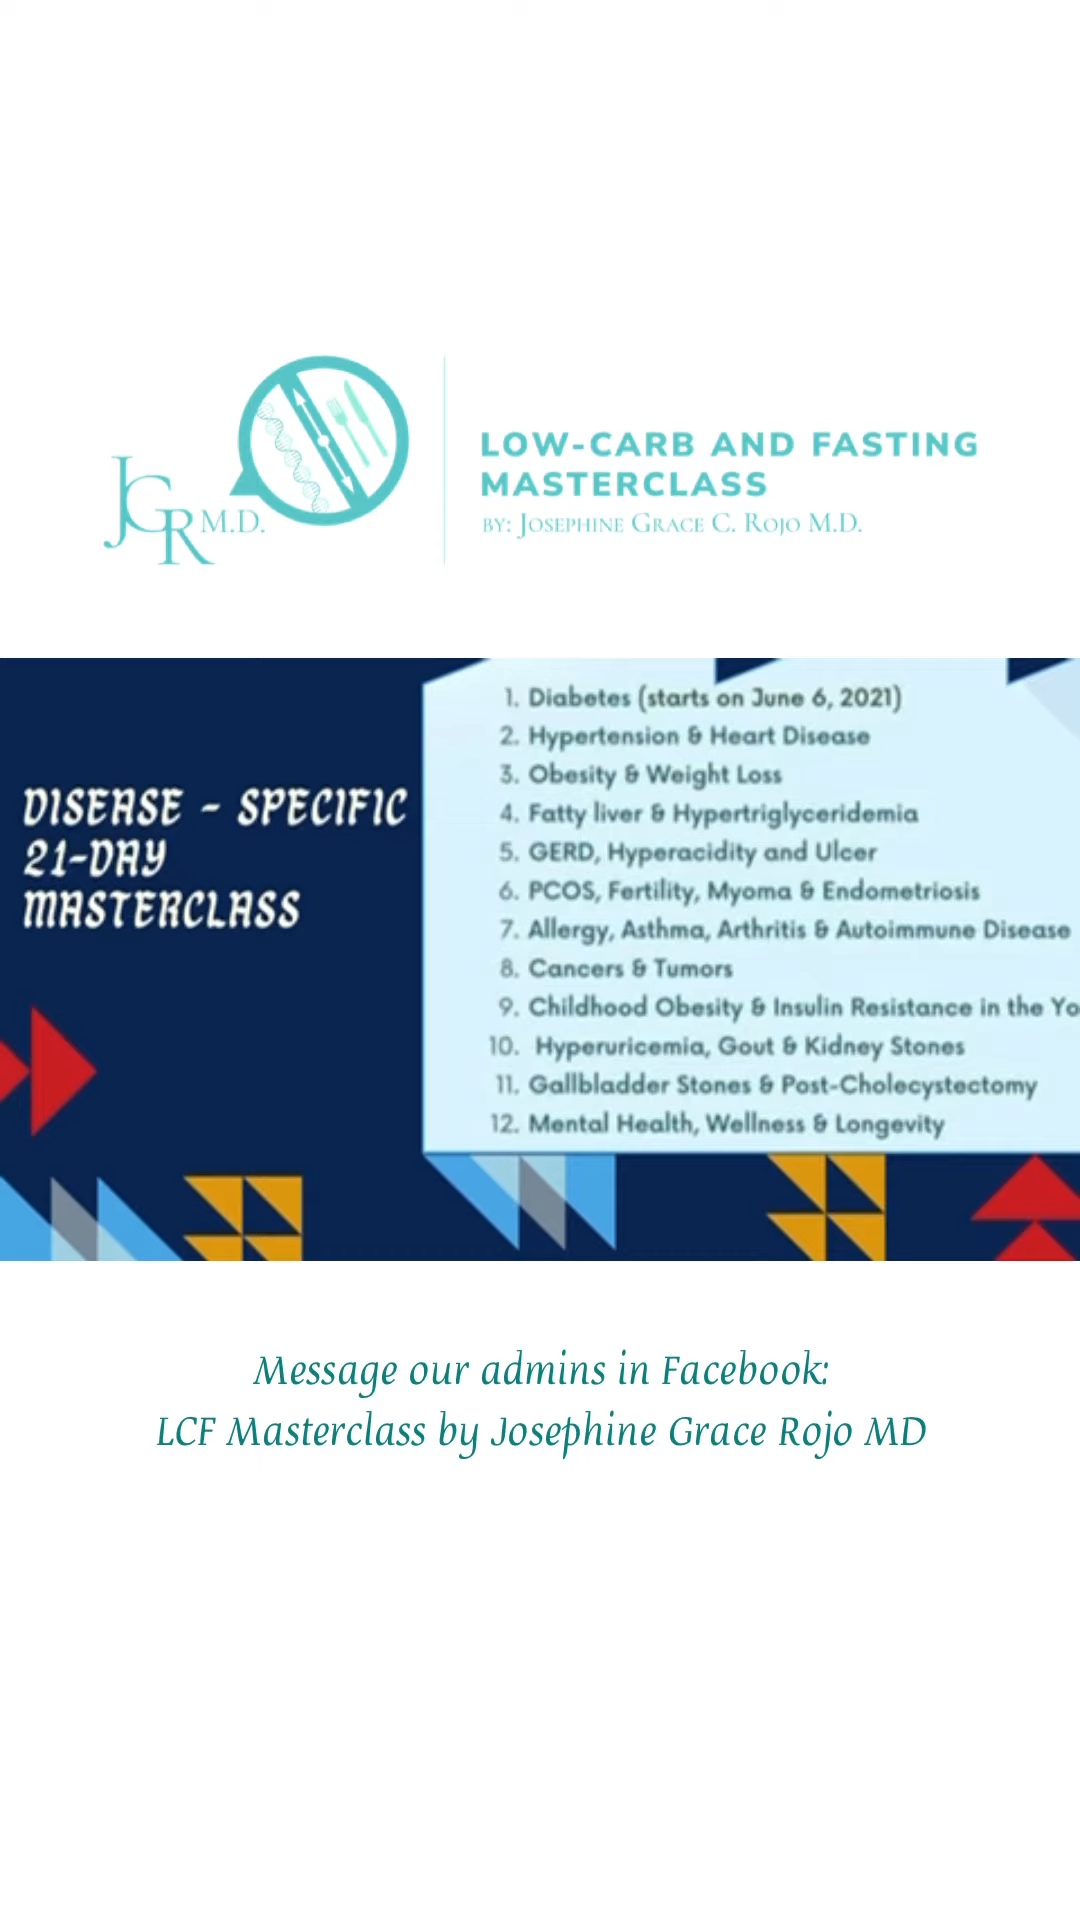 JGR M.D.
LOW-CARB AND FASTING
MASTERCLASS
BY: JOSEPHINE GRACE C. ROJO M.D.
DISEASE - SPECIFIC
21-DAY
MASTERCLASS
1. Diabetes (starts on June 6, 2021)
2. Hypertension & Heart Disease
3. Obesity & Weight Loss
4. Fatty liver & Hypertriglyceridemia
5. GERD, Hyperacidity and Ulcer
6. PCOS, Fertility, Myoma & Endometriosis
7. Allergy, Asthma, Arthritis & Autoimmune Disease
8. Cancers & Tumors
9. Childhood Obesity & Insulin Resistance in the Yo
10. Hyperuricemia, Gout & Kidney Stones
11. Gallbladder Stones & Post-Cholecystectomy
12. Mental Health, Wellness & Longevity
Message our admins in Facebook:
LCF Masterclass by Josephine Grace Rojo MD